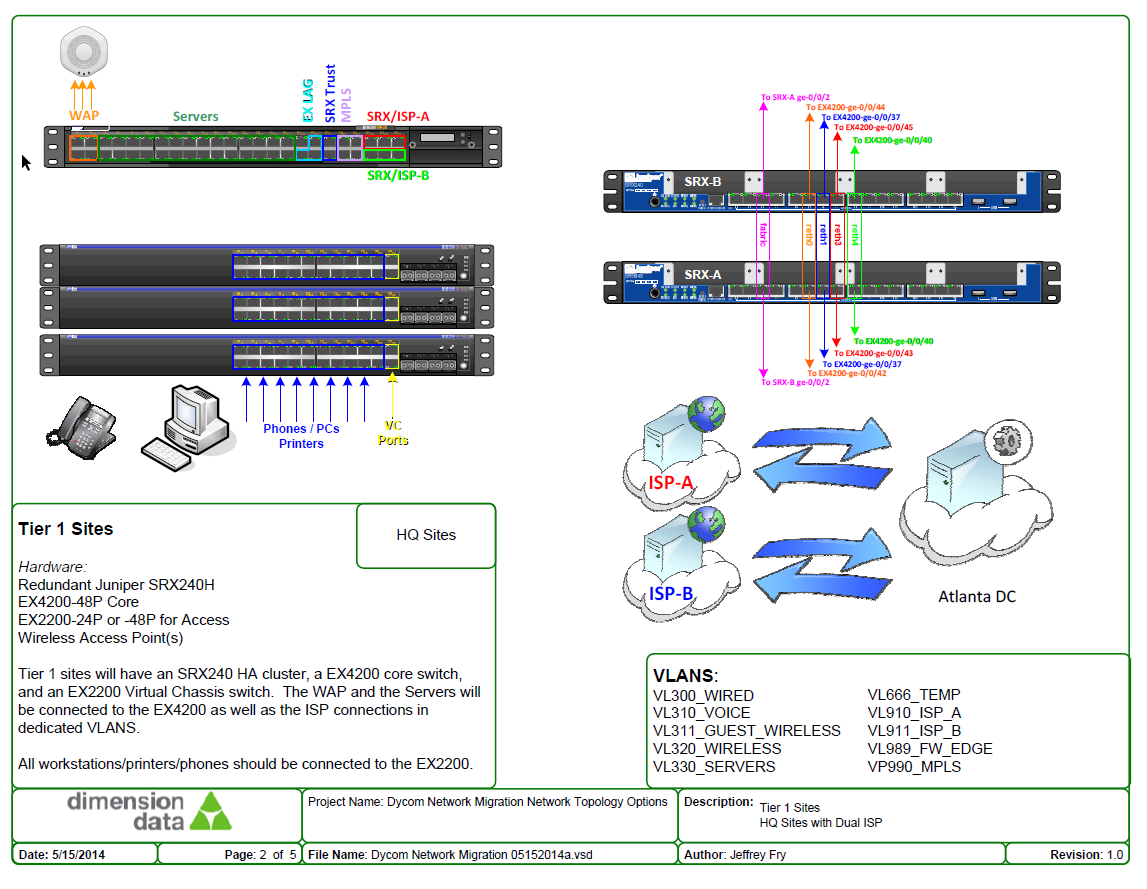 WAP
Servers
EX LAG
SRX Trust
MPLS
SRX/ISP-A
SRX/ISP-B
To SRX-A ge-0/0/2
To EX4200-ge-0/0/44
To EX4200-ge-0/0/37
To EX4200-ge-0/0/45
To EX4200-ge-0/0/40
SRX-B
fabric
reth0
reth1
reth3
reth4
SRX-A
To EX4200-ge-0/0/40
To EX4200-ge-0/0/43
To EX4200-ge-0/0/37
To EX4200-ge-0/0/42
To SRX-B ge-0/0/2
Phones / PCs
Printers
VC
Ports
ISP-A
ISP-B
Atlanta DC
Tier 1 Sites
HQ Sites
Hardware:
Redundant Juniper SRX240H
EX4200-48P Core
EX2200-24P or -48P for Access
Wireless Access Point(s)
Tier 1 sites will have an SRX240 HA cluster, a EX4200 core switch,
and an EX2200 Virtual Chassis switch. The WAP and the Servers will
be connected to the EX4200 as well as the ISP connections in
dedicated VLANS.
All workstations/printers/phones should be connected to the EX2200.
VLANS:
VL300_WIRED
VL310_VOICE
VL311_GUEST_WIRELESS
VL320_WIRELESS
VL330_SERVERS
VL666_TEMP
VL910_ISP_A
VL911_ISP_B
VL989_FW_EDGE
VP990_MPLS
dimension
data
Project Name: Dycom Network Migration Network Topology Options
Description: Tier 1 Sites
HQ Sites with Dual ISP
Date: 5/15/2014
Page: 2 of 5
File Name: Dycom Network Migration 05152014a.vsd
Author: Jeffrey Fry
Revision: 1.0